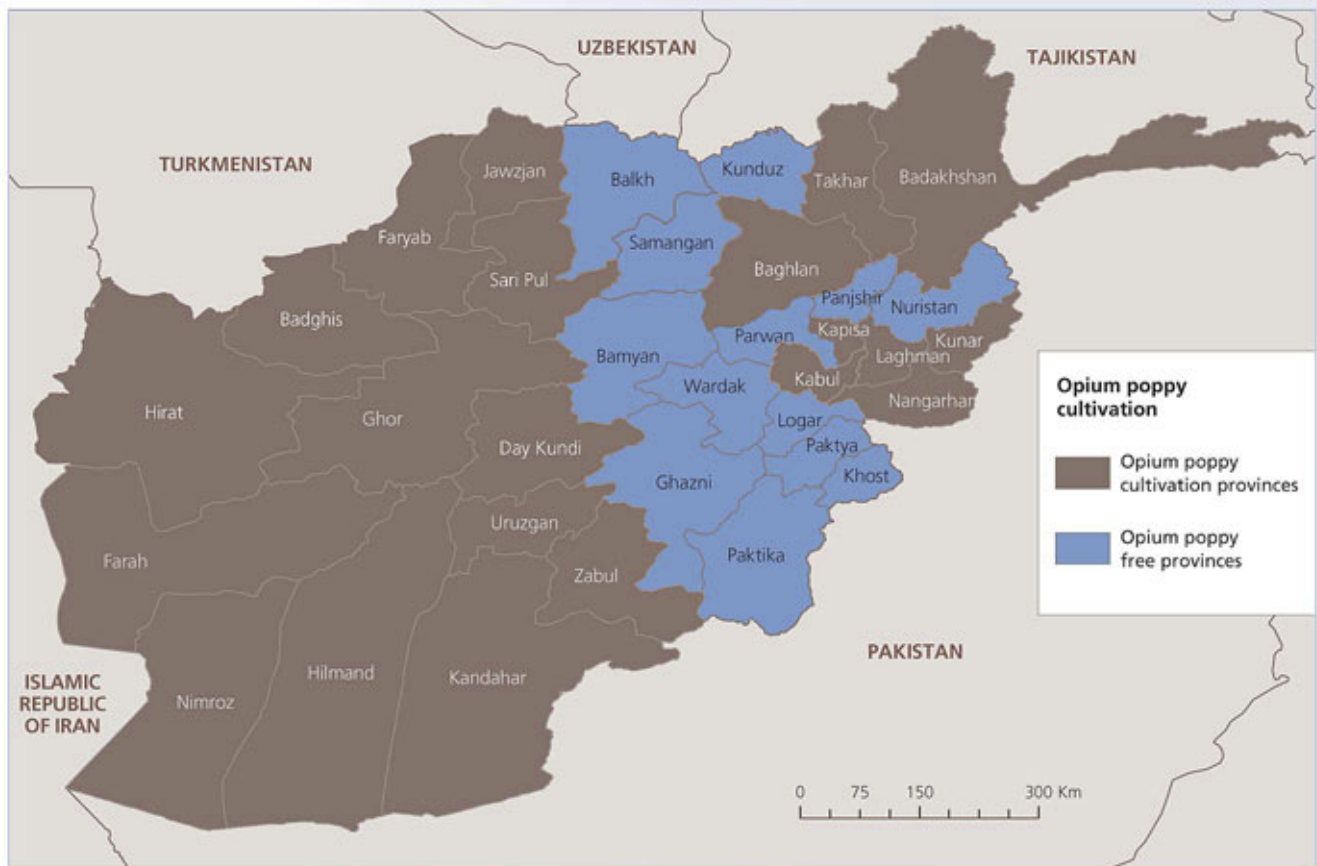 UZBEKISTAN
TAJIKISTAN
TURKMENISTAN
Jawzjan
Balkh
Kunduz
Takhar
Badakhshan
Faryab
Samangan
Sari Pul
Baghlan
Badghis
Panjshir
Nuristan
Parwan
Kapisa
Bamyan
Laghman
Kunar
Wardak
Kabul
Nangarhar
Hirat
Ghor
Logar
Day Kundi
Paktya
Ghazni
Khost
Uruzgan
Farah
Zabul
Paktika
Hilmand
Kandahar
Nimroz
PAKISTAN
ISLAMIC
REPUBLIC
OF IRAN
Opium poppy
cultivation
Opium poppy
cultivation provinces
Opium poppy
free provinces
0 75 150 300 Km